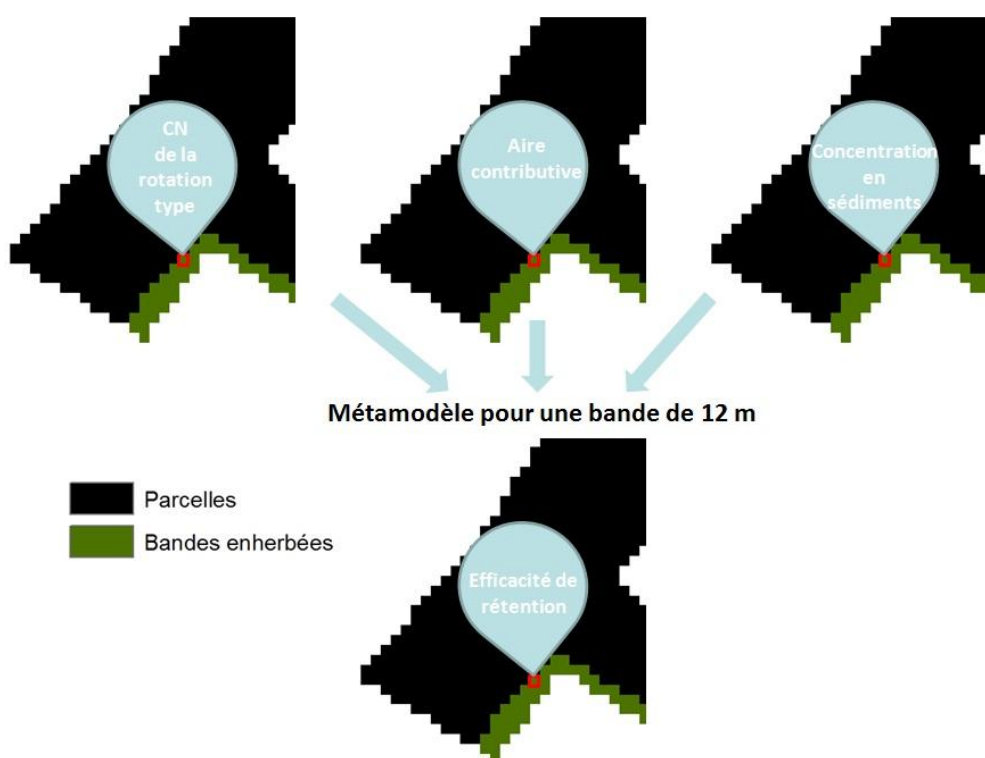 CN
de la
rotation
type
Aire
contributive
Concentration
en
sédiments
Métamodèle pour une bande de 12 m
Parcelles
Bandes enherbées
Efficacité de
rétention